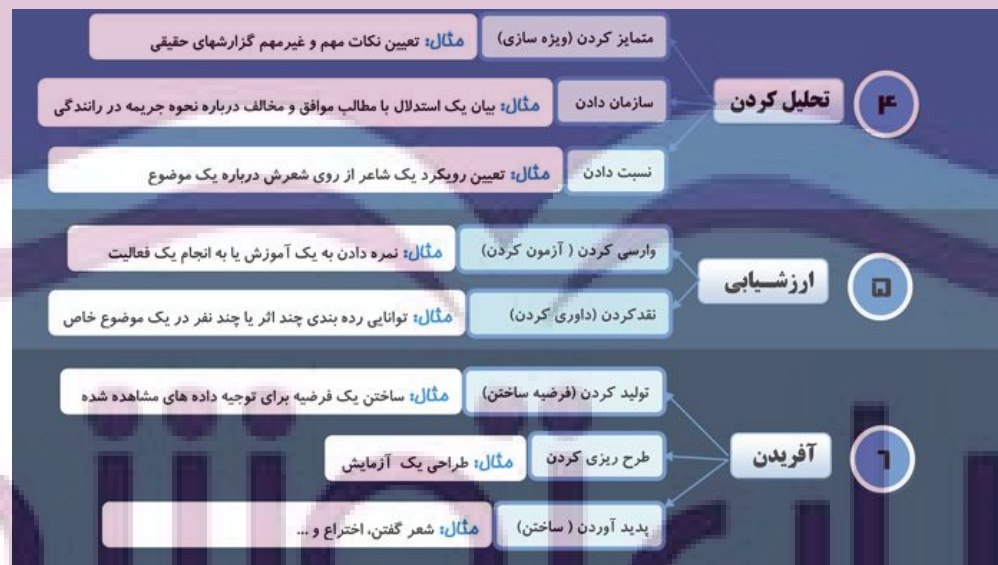 متمایز کردن (ویژه سازی) مثال: تعیین نکات مهم و غیرمهم گزارشهای حقیقی
۴ تحلیل کردن
سازمان دادن مثال: بیان یک استدلال با مطالب موافق و مخالف درباره نحوه جریمه در رانندگی
نسبت دادن مثال: تعیین رویکرد یک شاعر از روی شعرش درباره یک موضوع
وارسی کردن ( آزمون کردن) مثال: نمره دادن به یک آموزش یا به انجام یک فعالیت
۵ ارزشــیابی
نقدکردن (داوری کردن) مثال: توانایی رده بندی چند اثر یا چند نفر در یک موضوع خاص
تولید کردن (فرضیه ساختن) مثال: ساختن یک فرضیه برای توجیه داده های مشاهده شده
۶ آفریدن
طرح ریزی کردن مثال: طراحی یک آزمایش
پدید آوردن ( ساختن) مثال: شعر گفتن، اختراع و ...